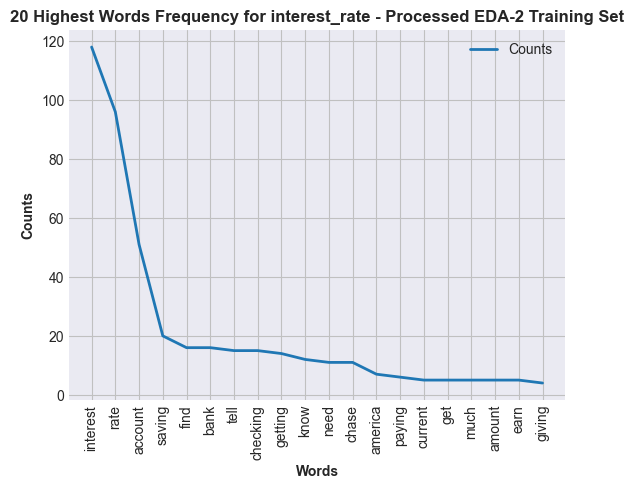 20 Highest Words Frequency for interest_rate - Processed EDA-2 Training Set
Counts
120
100
80
60
40
20
0
Counts
interest
rate
account
saving
find
bank
tell
checking
getting
know
need
chase
america
paying
current
get
much
amount
earn
giving
Words